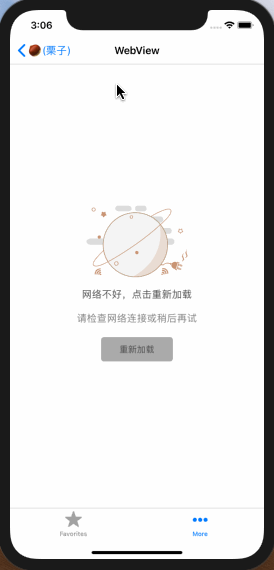 3:06
(栗子)
WebView
网络不好，点击重新加载
请检查网络连接或稍后再试
重新加载
Favorites
More